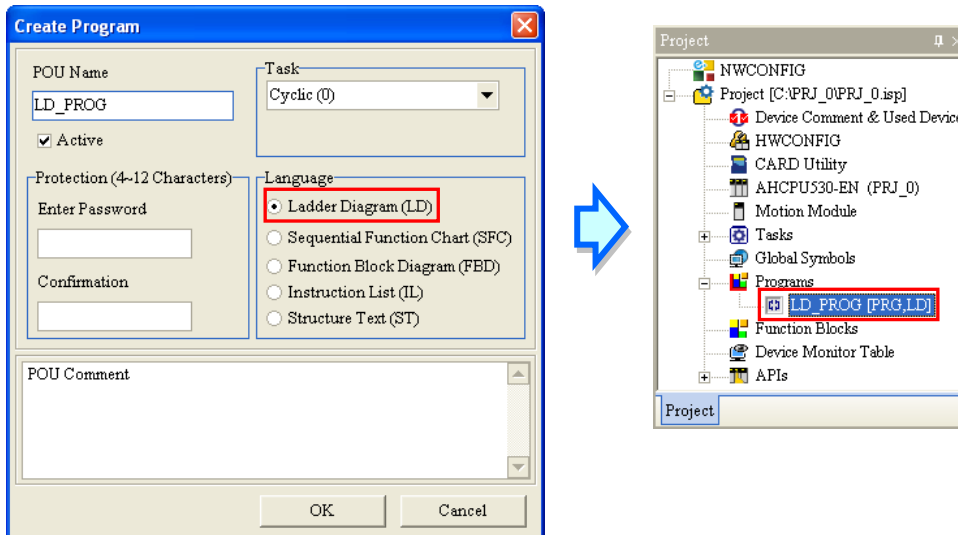 Create Program
POU Name
LD_PROG
Active
Task
Cyclic (0)
Protection (4~12 Characters)
Enter Password
Confirmation
Language
Ladder Diagram (LD)
Sequential Function Chart (SFC)
Function Block Diagram (FBD)
Instruction List (IL)
Structure Text (ST)
POU Comment
OK
Cancel
Project
NWCONFIG
Project [C:\PRJ_0\PRJ_0.isp]
Device Comment & Used Device
HWCONFIG
CARD Utility
AHCPU530-EN (PRJ_0)
Motion Module
Tasks
Global Symbols
Programs
LD_PROG [PRG,LD]
Function Blocks
Device Monitor Table
APIs
Project